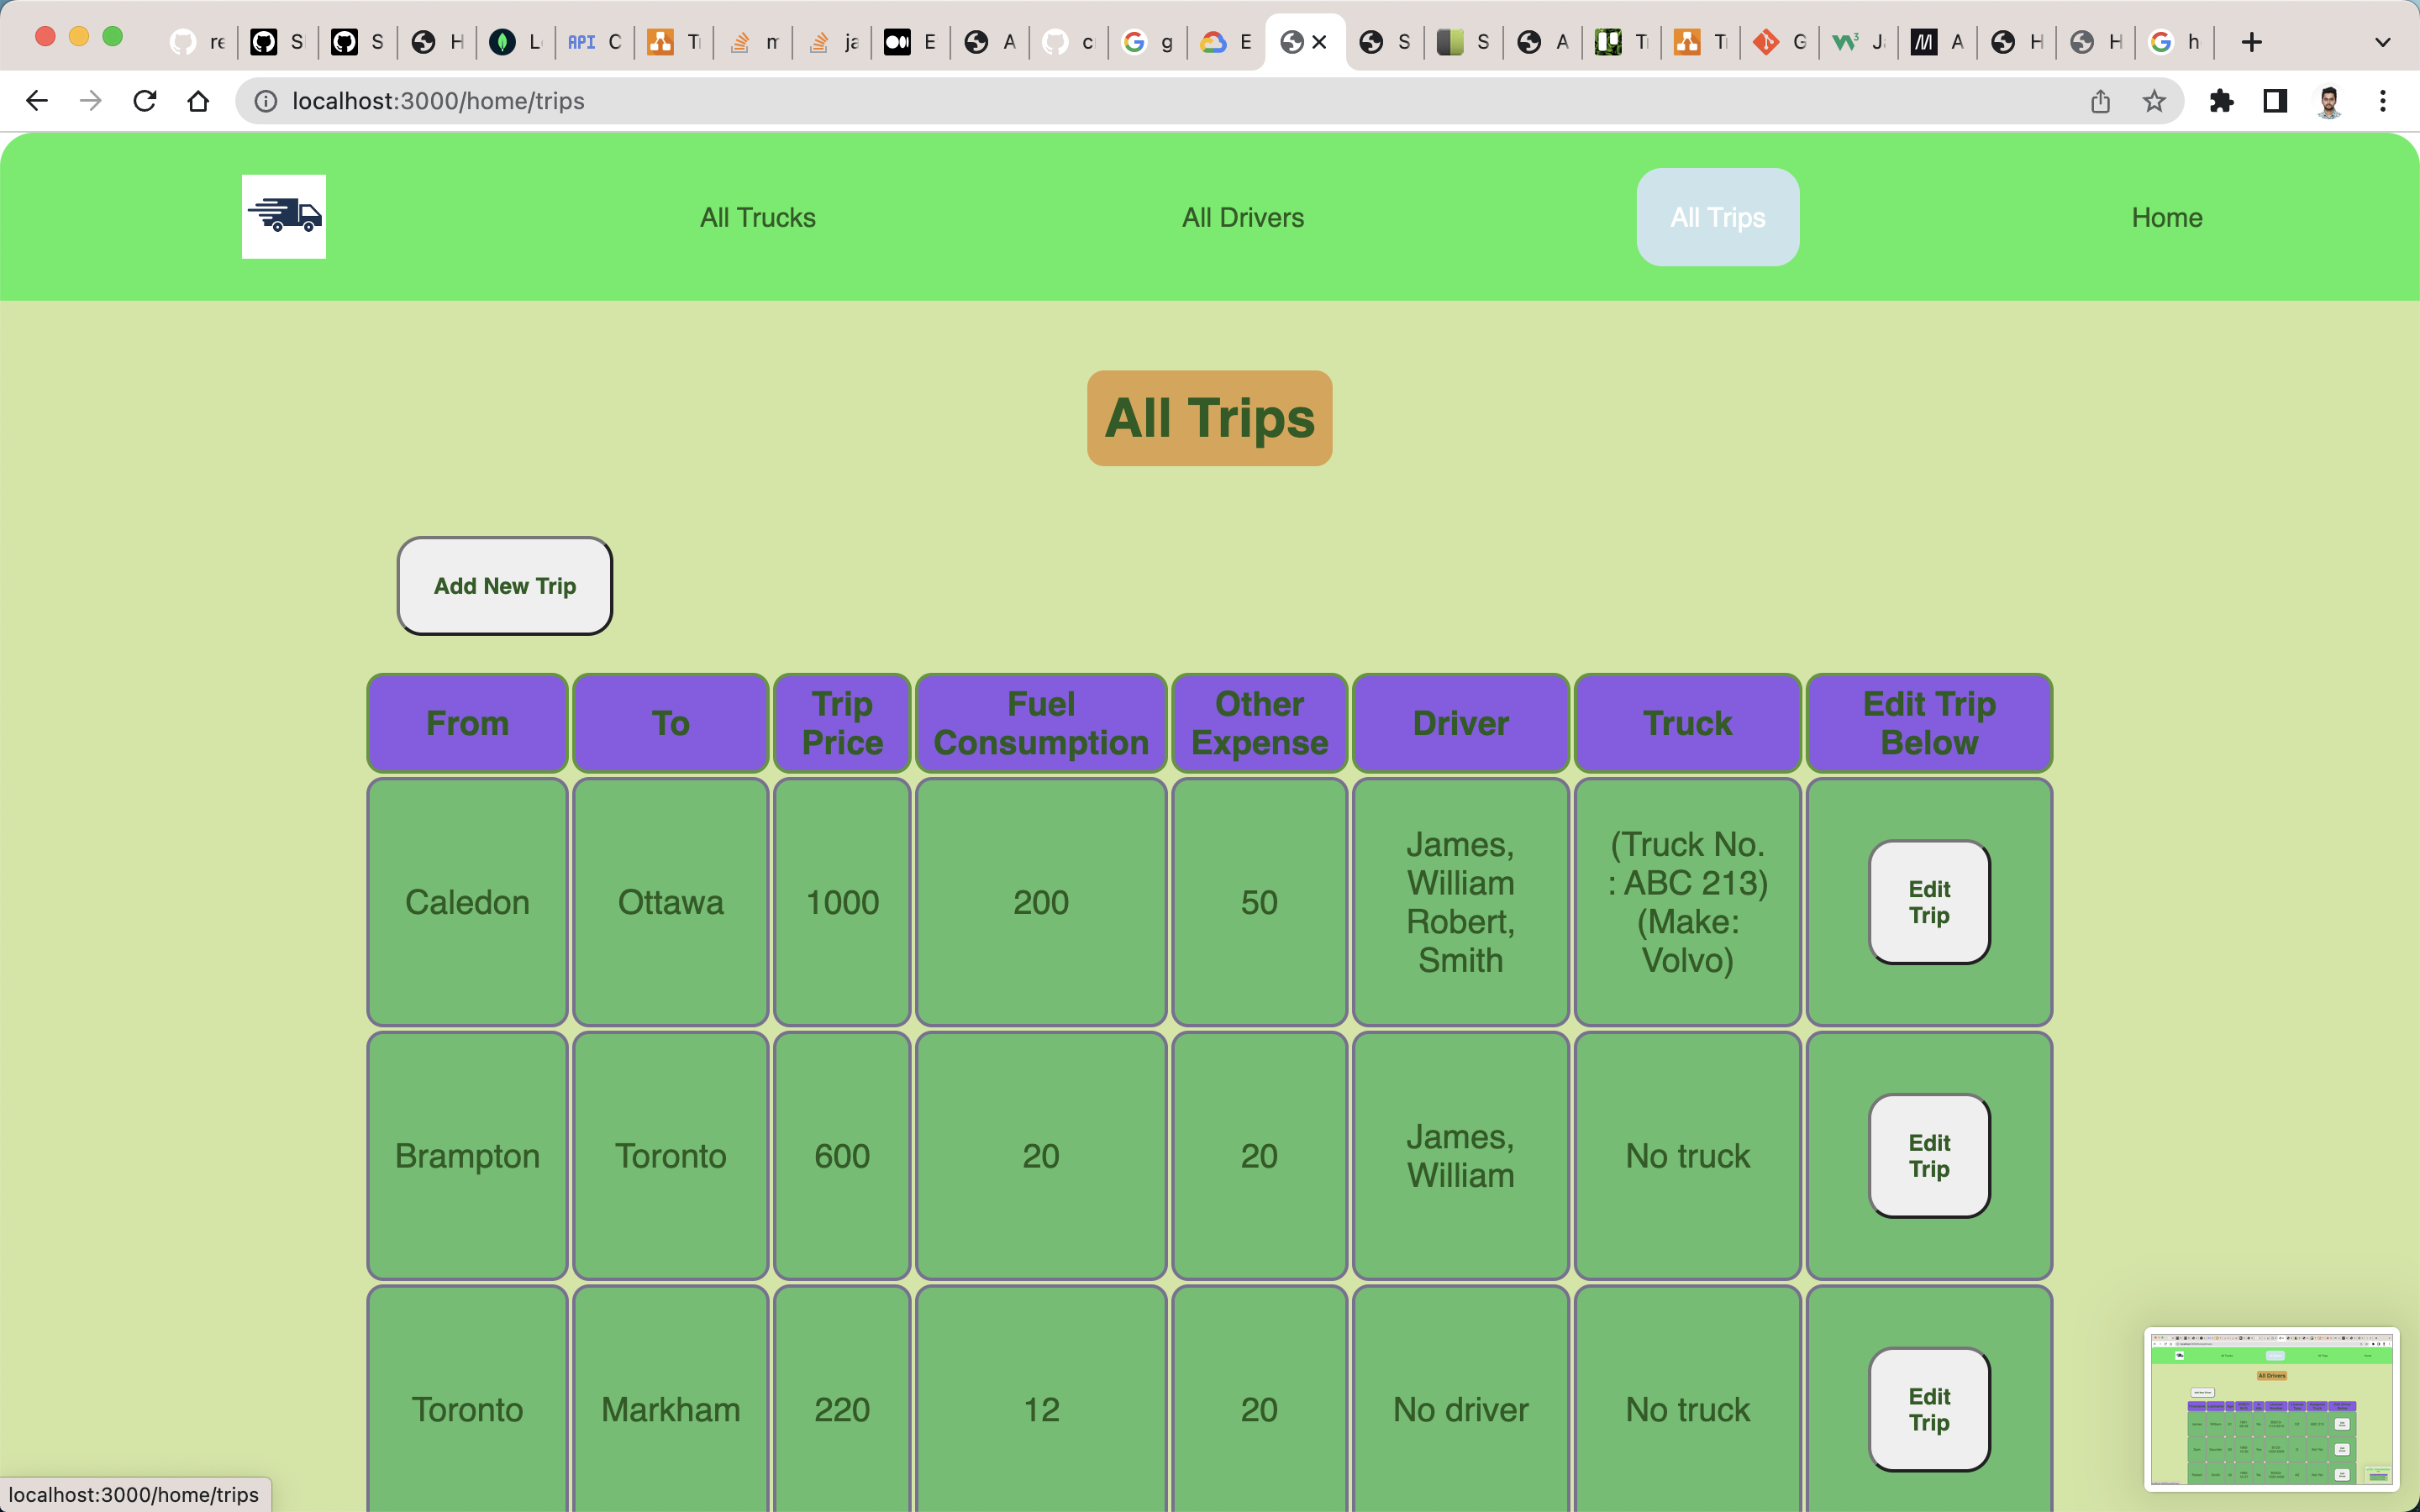 re
S
S
H
L
API C
T
m
ja
E
A
c
g
E
S
S
A
T
T
G
J
A
H
H
h
localhost:3000/home/trips
All Trucks
All Drivers
All Trips
Home
All Trips
Add New Trip
From
To
Trip
Price
Fuel
Consumption
Other
Expense
Driver
Truck
Edit Trip
Below
Caledon
Ottawa
1000
200
50
James,
William
Robert,
Smith
(Truck No.
: ABC 213)
(Make:
Volvo)
Edit
Trip
Brampton
Toronto
600
20
20
James,
William
No truck
Edit
Trip
Toronto
Markham
220
12
20
No driver
No truck
Edit
Trip
All Drivers
localhost:3000/home/trips